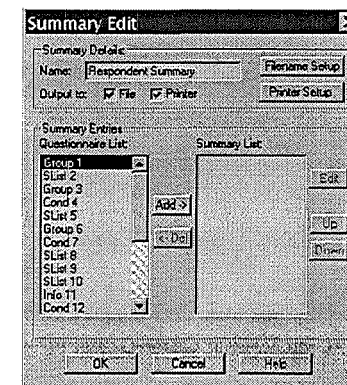 Summary Edit
Summary Details:
Name: Respondent Summary Filename Setup
Output to: File Printer Printer Setup
Summary Entries
Questionnaire List: Summary List:
Group 1
SList 2
Group 3
Cond 4
SList 5
Group 6
Cond 7
SList 8
SList 9
SList 10
Info 11
Cond 12
Add >
< Del
Edit
Up
Down
OK Cancel Help